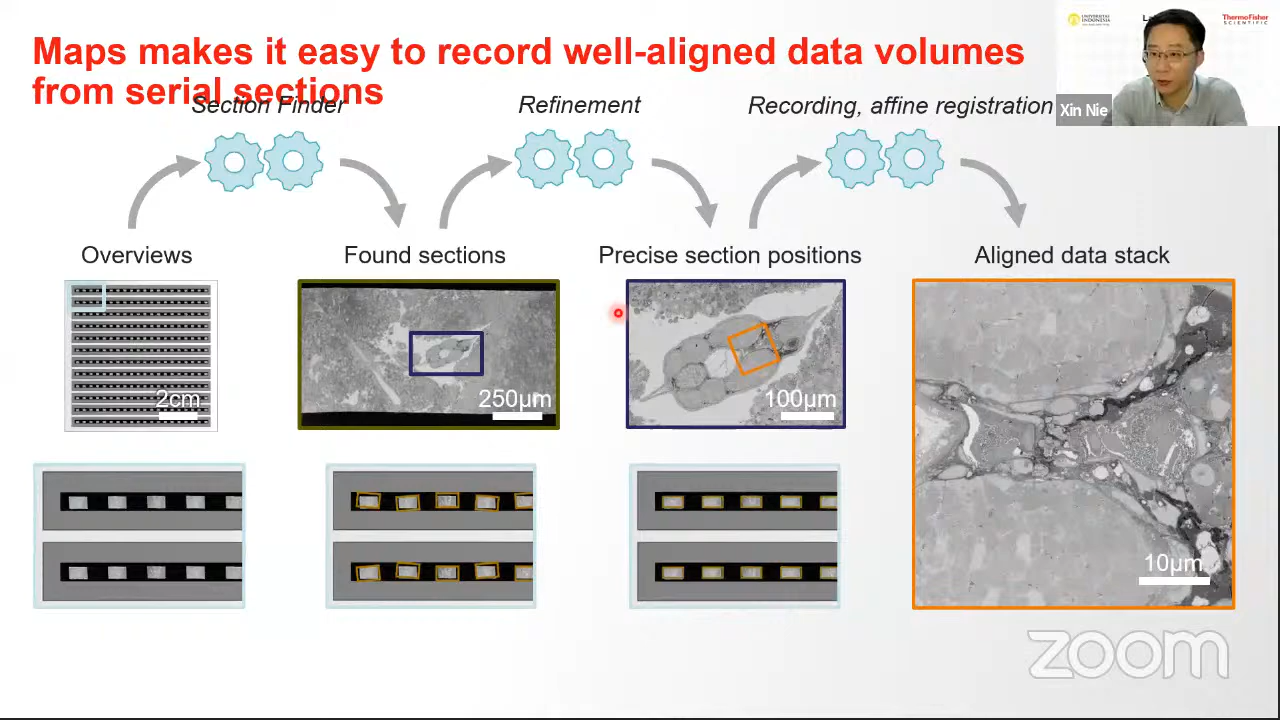 Maps makes it easy to record well-aligned data volumes
from serial sections
UNIVERSITAS
INDONESIA
ThermoFisher
SCIENTIFIC
Xin Nie
Section Finder
Refinement
Recording, affine registration
Overviews
Found sections
Precise section positions
Aligned data stack
2cm
250µm
100µm
10µm
zoom